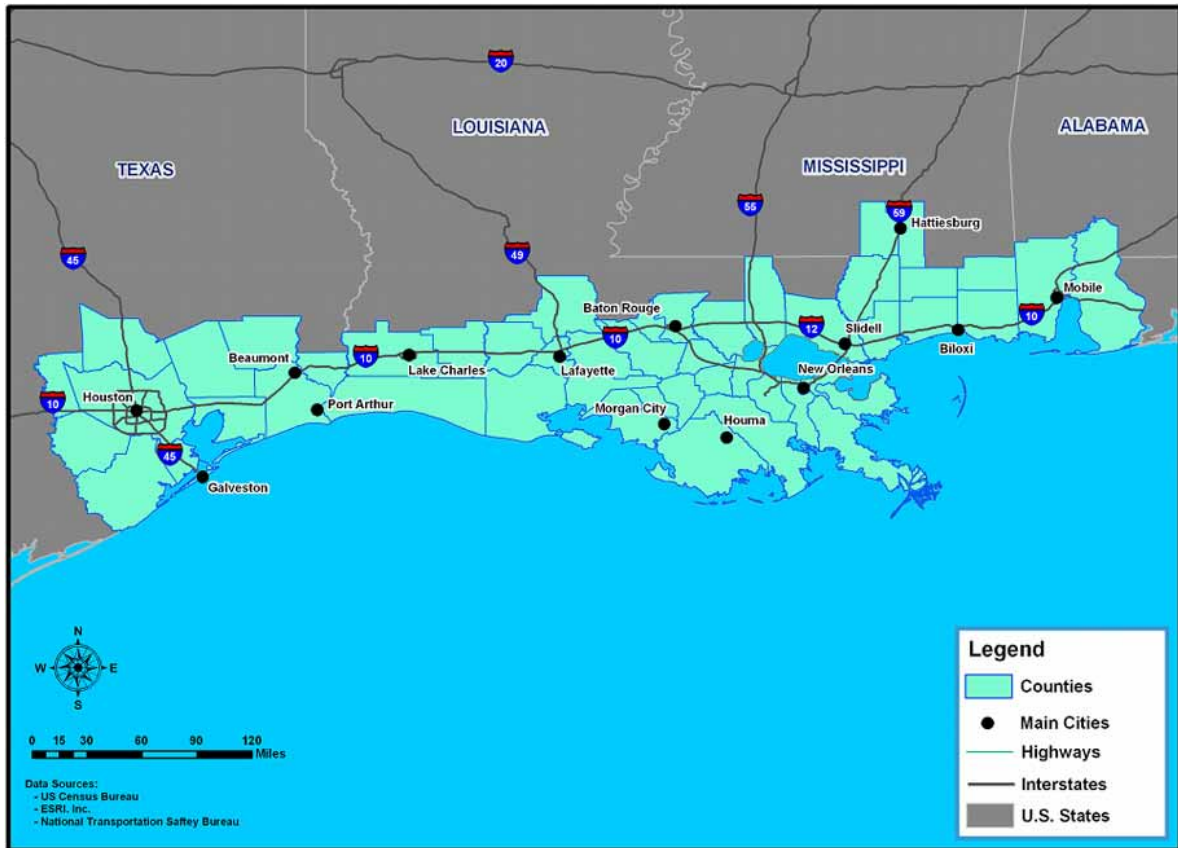 20
LOUISIANA
ALABAMA
TEXAS
MISSISSIPPI
55
59
Hattiesburg
45
49
Mobile
Baton Rouge
10
12
Slidell
10
Beaumont
10
Lake Charles
Lafayette
Biloxi
New Orleans
10
Houston
Port Arthur
Morgan City
Houma
45
Galveston
N
W
E
S
0 15 30 60 90 120
Miles
Data Sources:
- US Census Bureau
- ESRI. Inc.
- National Transportation Saftey Bureau
Legend
Counties
Main Cities
Highways
Interstates
U.S. States